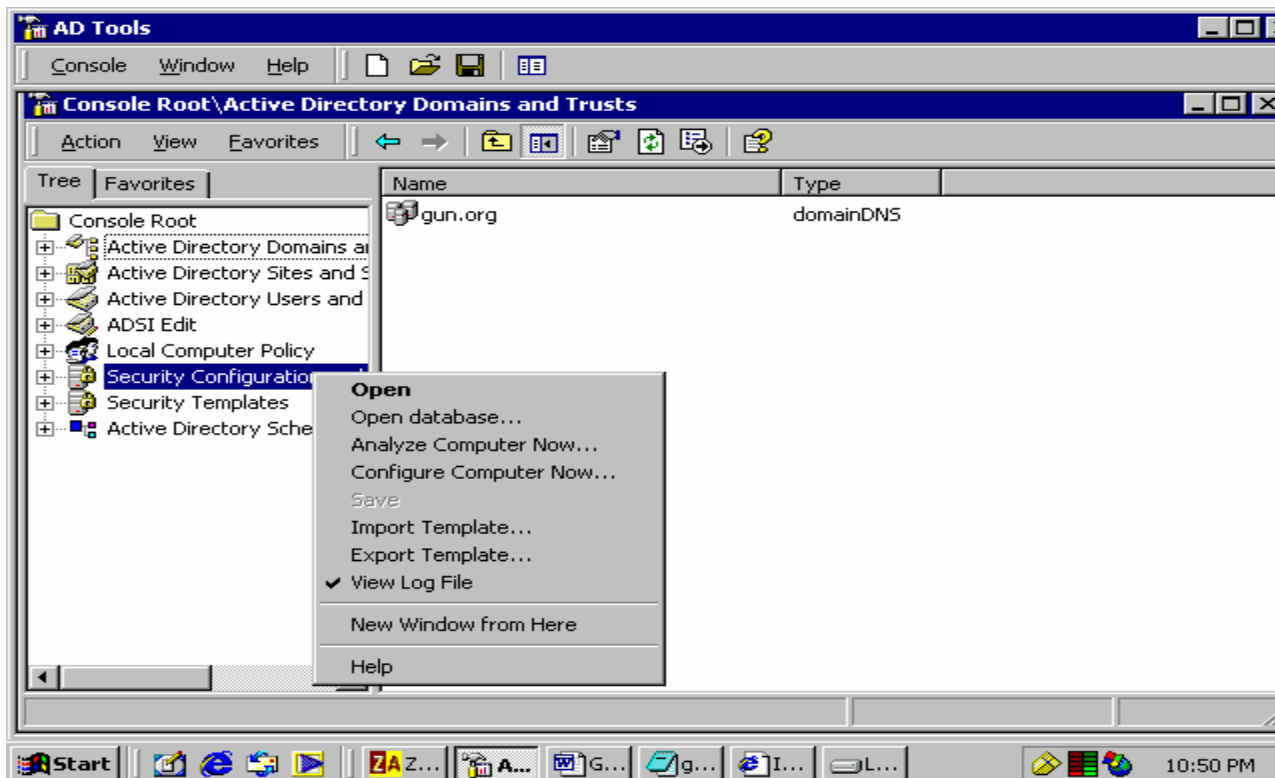 AD Tools
Console Window Help
Console Root\Active Directory Domains and Trusts
Action View Favorites
Tree Favorites
Name Type
Console Root
gun.org domainDNS
Active Directory Domains a
Active Directory Sites and S
Active Directory Users and
ADSI Edit
Local Computer Policy
Security Configuration
Security Templates
Active Directory Sche
Open
Open database...
Analyze Computer Now...
Configure Computer Now...
Save
Import Template...
Export Template...
View Log File
New Window from Here
Help
Start ZA Z... A... G... g... I... L... 10:50 PM